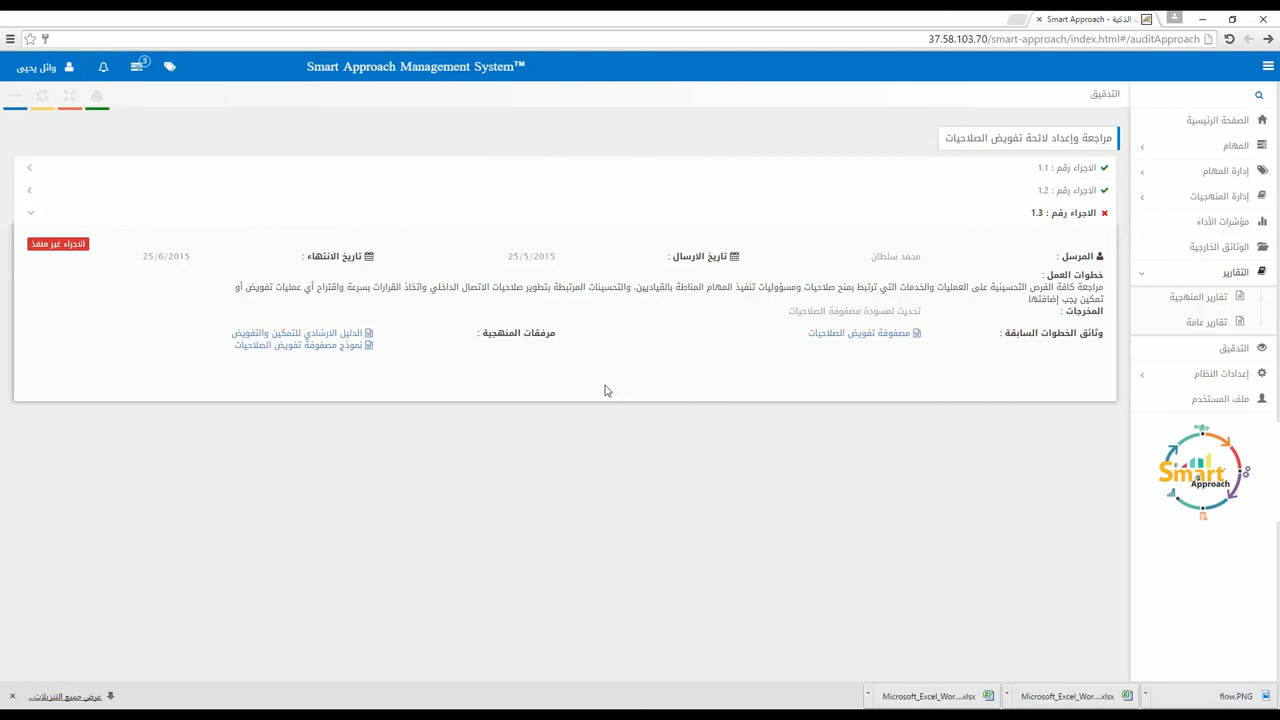 Smart Approach - الذكية
37.58.103.70/smart-approach/index.html#/auditApproach
Smart Approach Management System™
3
وائل يحيى
التدقيق
مراجعة وإعداد لائحة تفويض الصلاحيات
الاجراء رقم : 1.1
الاجراء رقم : 1.2
الاجراء رقم : 1.3
الاجراء غير منفذ
المرسل : محمد سلطان
تاريخ الارسال : 25/5/2015
تاريخ الانتهاء : 25/6/2015
خطوات العمل :
مراجعة كافة الفرص التحسينية على العمليات والخدمات التي ترتبط بمنح صلاحيات ومسؤوليات تنفيذ المهام المناطة بالقياديين، والتحسينات المرتبطة بتطوير صلاحيات الاتصال الداخلي واتخاذ القرارات بسرعة واقتراح أي عمليات تفويض أو
تمكين يجب إضافتها
المخرجات : تحديث لمسودة مصفوفة الصلاحيات
وثائق الخطوات السابقة : مصفوفة تفويض الصلاحيات
مرفقات المنهجية : الدليل الارشادي للتمكين والتفويض
نموذج مصفوفة تفويض الصلاحيات
الصفحة الرئيسية
المهام
إدارة المهام
إدارة المنهجيات
مؤشرات الأداء
الوثائق الخارجية
التقارير
تقارير المنهجية
تقارير عامة
التدقيق
إعدادات النظام
ملف المستخدم
Smart
Approach
flow.PNG
Microsoft_Excel_Wor....xlsx
Microsoft_Excel_Wor....xlsx
عرض جميع التنزيلات...